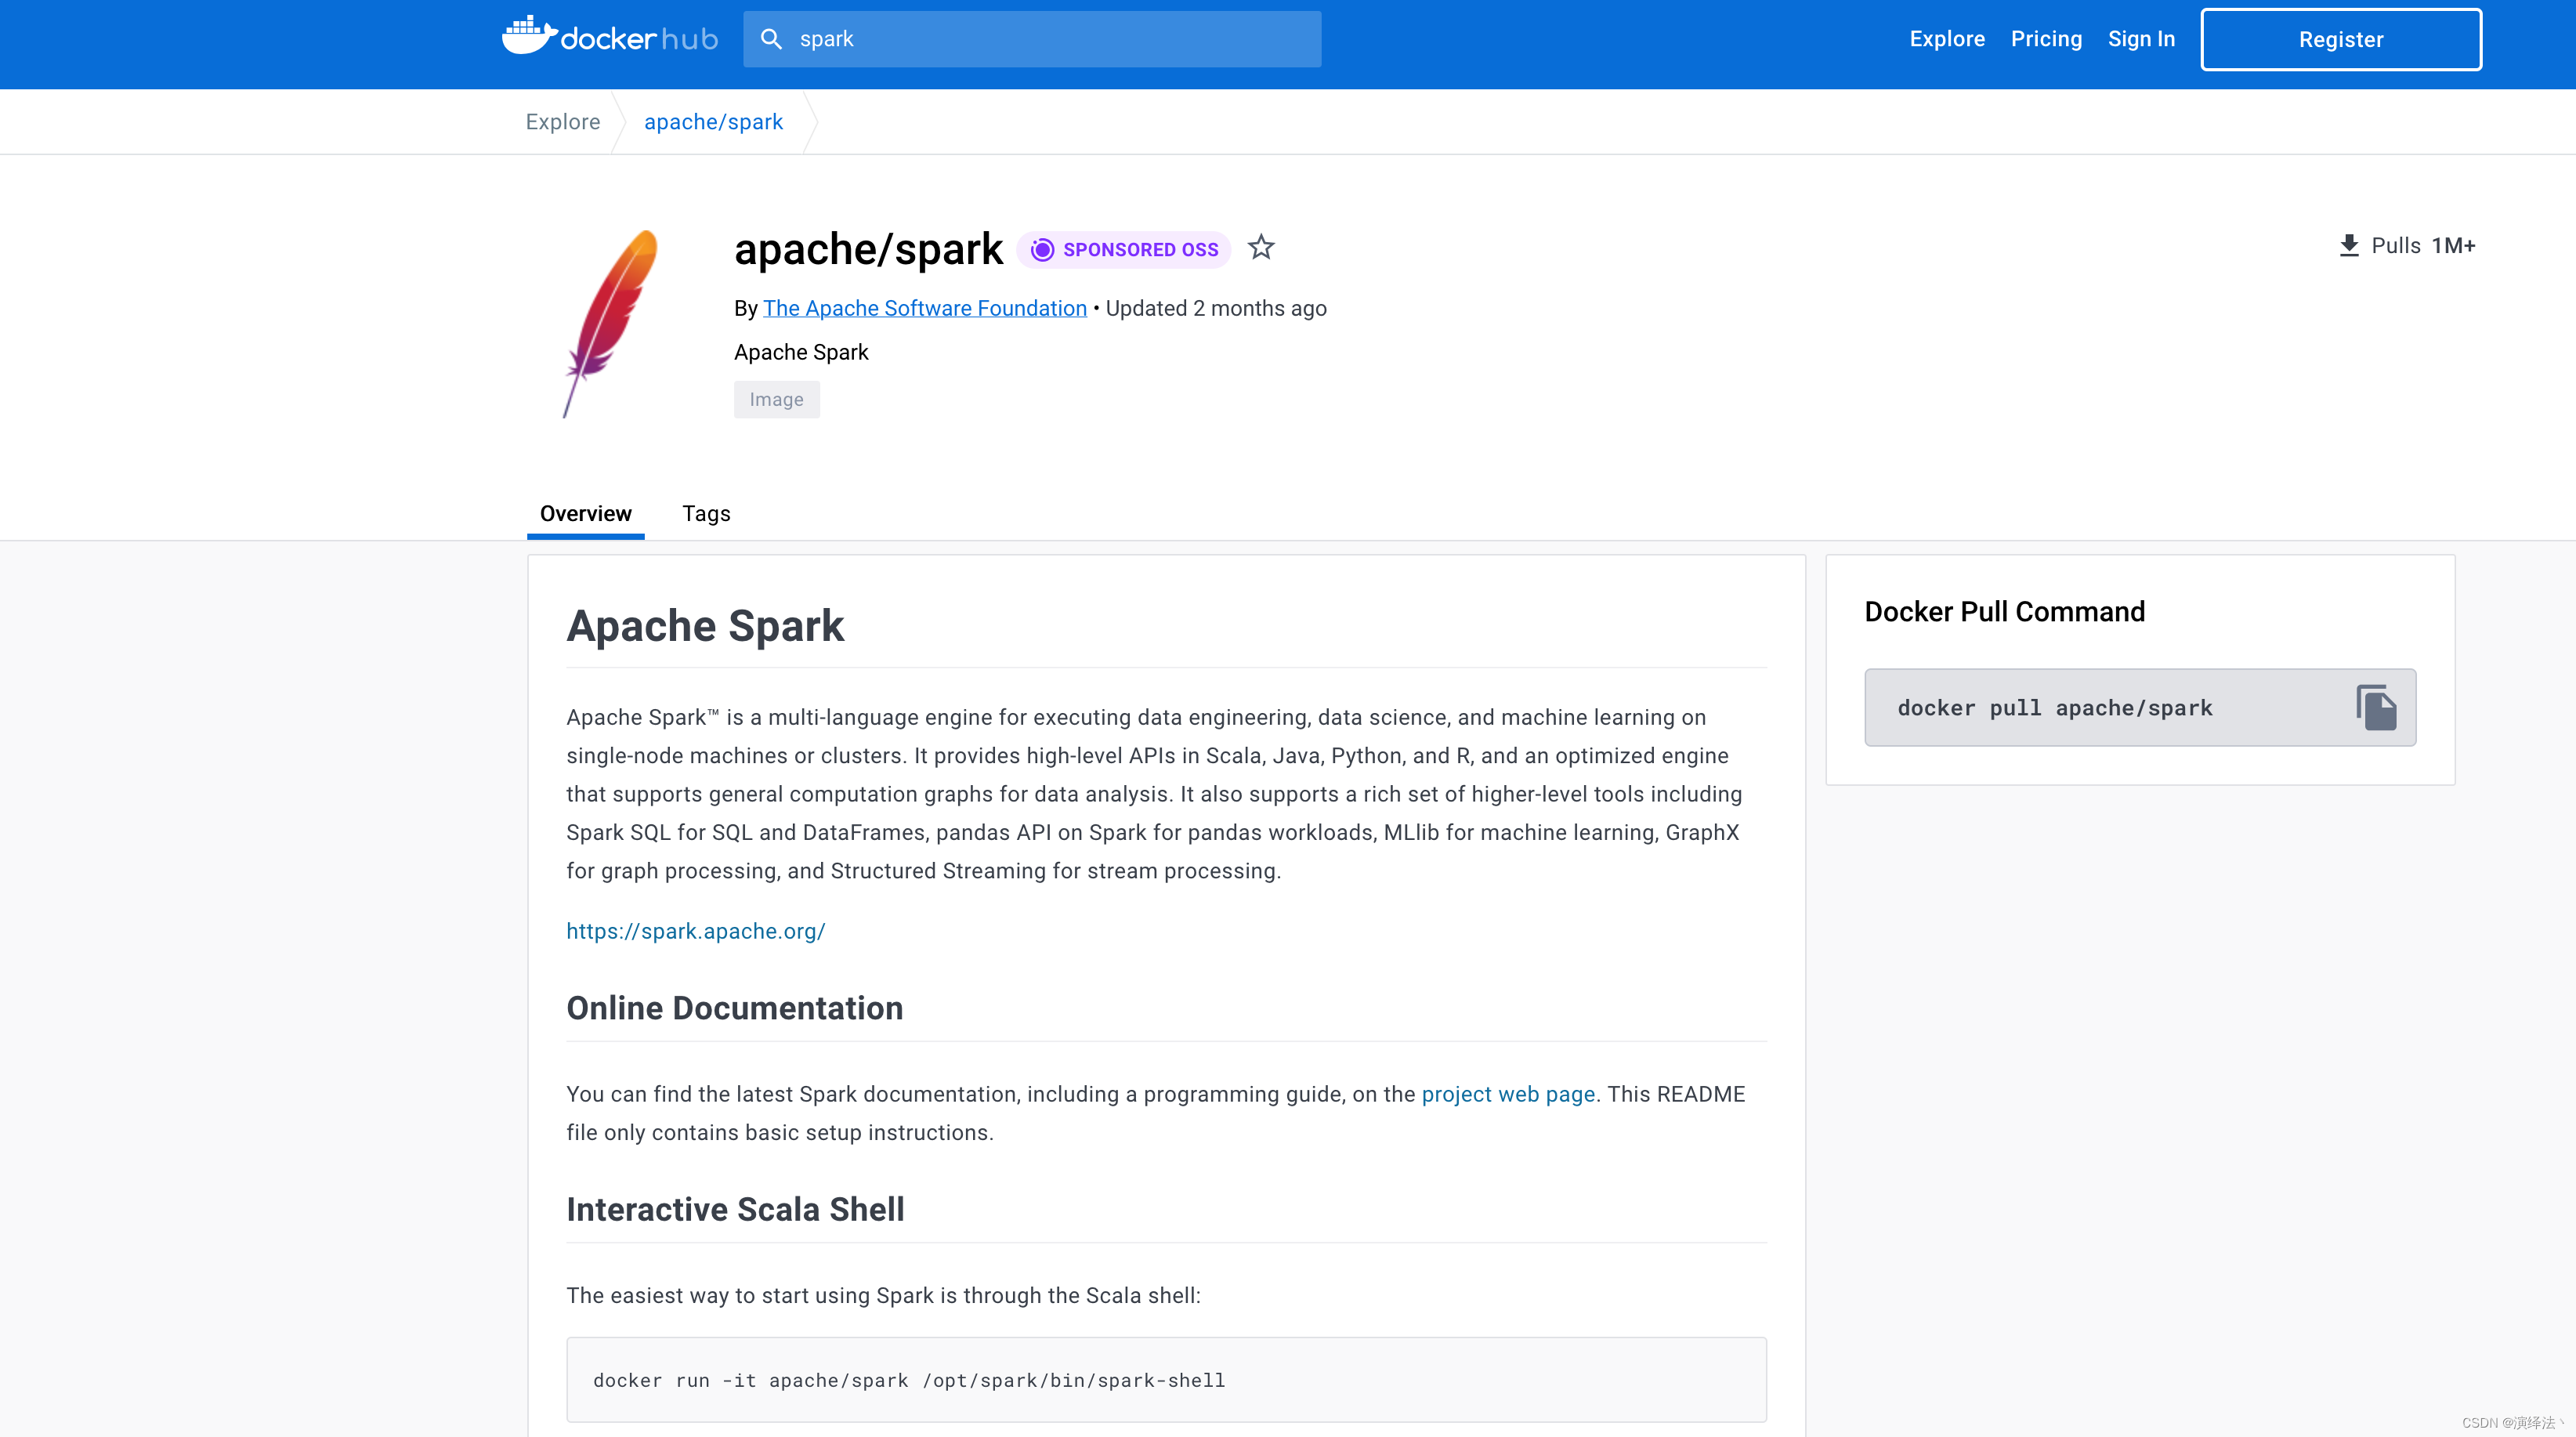 docker hub
spark
Explore
Pricing
Sign In
Register
Explore
apache/spark
apache/spark
SPONSORED OSS
Pulls 1M+
By The Apache Software Foundation • Updated 2 months ago
Apache Spark
Image
Overview
Tags
Apache Spark
Apache Spark™ is a multi-language engine for executing data engineering, data science, and machine learning on
single-node machines or clusters. It provides high-level APIs in Scala, Java, Python, and R, and an optimized engine
that supports general computation graphs for data analysis. It also supports a rich set of higher-level tools including
Spark SQL for SQL and DataFrames, pandas API on Spark for pandas workloads, MLlib for machine learning, GraphX
for graph processing, and Structured Streaming for stream processing.
https://spark.apache.org/
Online Documentation
You can find the latest Spark documentation, including a programming guide, on the project web page. This README
file only contains basic setup instructions.
Interactive Scala Shell
The easiest way to start using Spark is through the Scala shell:
docker run -it apache/spark /opt/spark/bin/spark-shell
Docker Pull Command
docker pull apache/spark
CSDN @演绎法丶